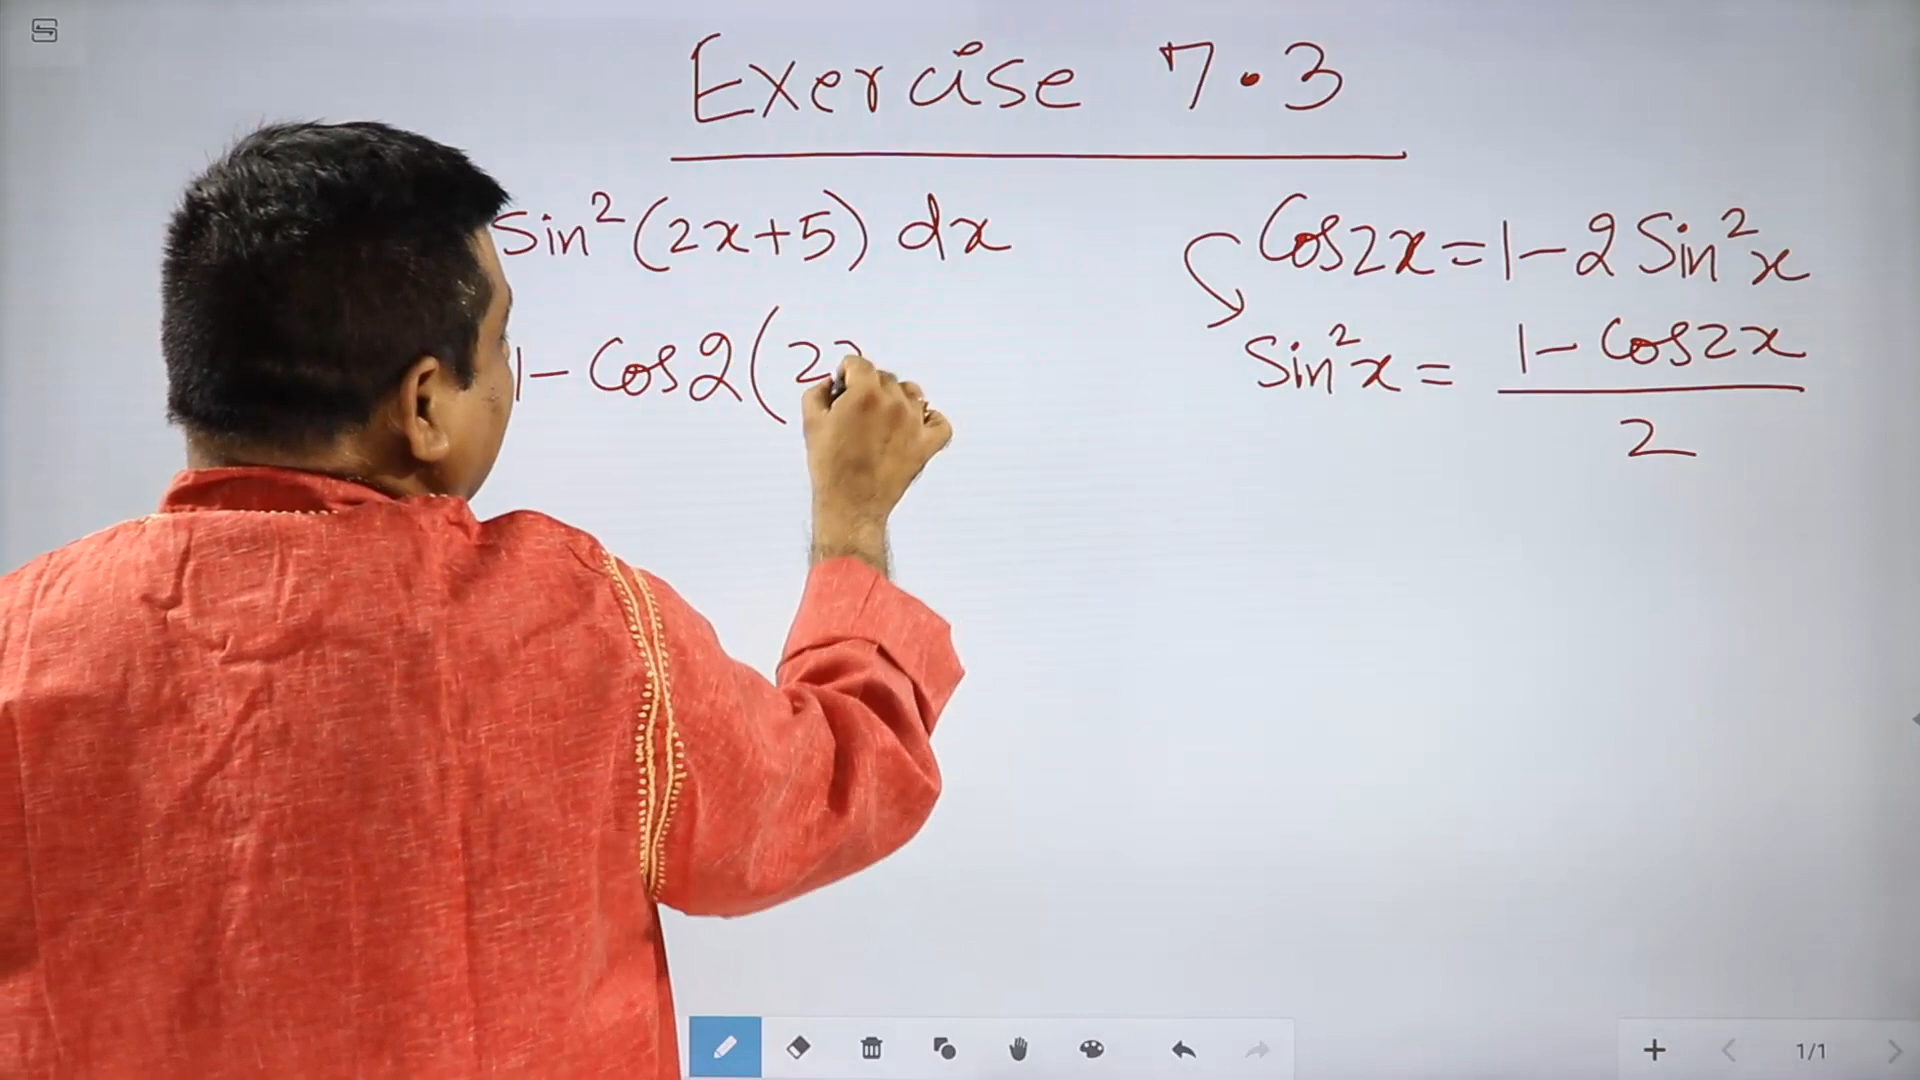 Exercise 7.3
Sin²(2x+5) dx
1-Cos2(2
Cos2x=1-2Sin²x
Sin²x = 1-Cos2x
2
1/1